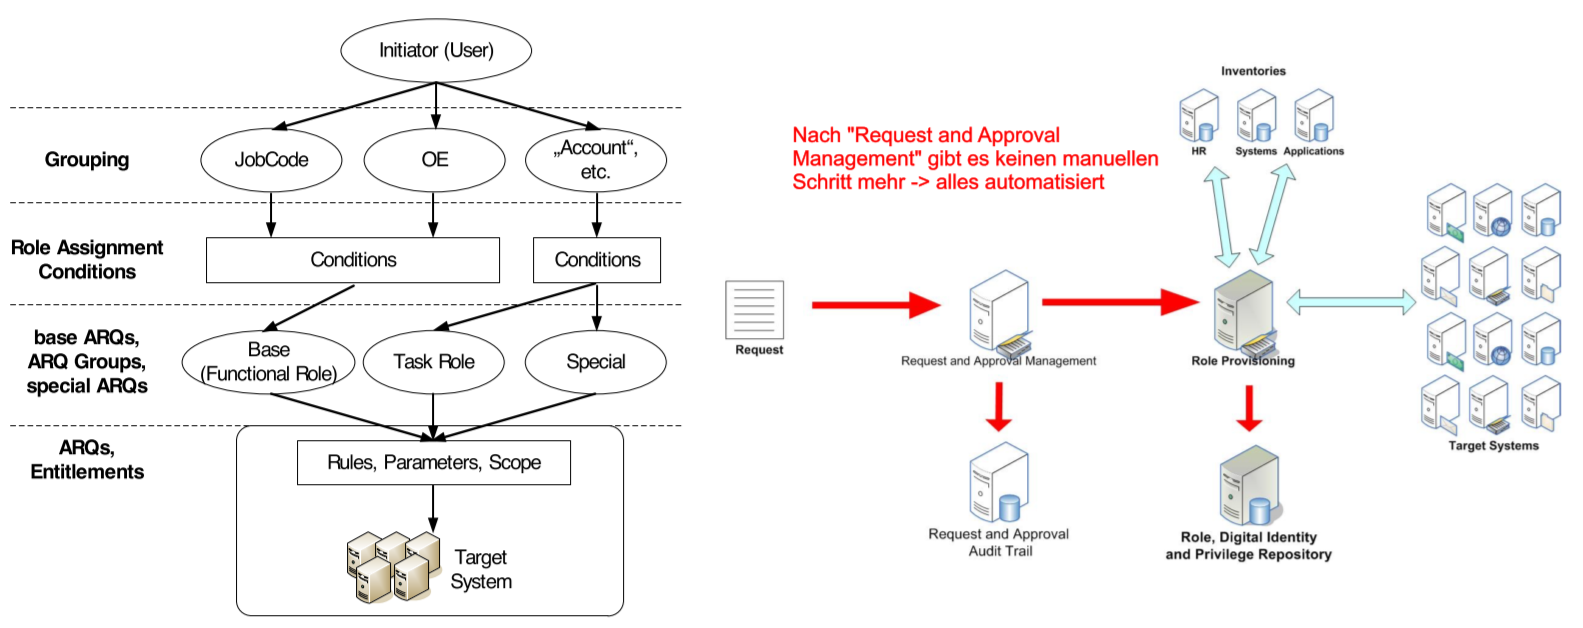 Initiator (User)
Grouping
JobCode
OE
„Account“,
etc.
Role Assignment
Conditions
Conditions
Conditions
base ARQs,
ARQ Groups,
special ARQs
Base
(Functional Role)
Task Role
Special
ARQs,
Entitlements
Rules, Parameters, Scope
Target
System
Nach "Request and Approval
Management" gibt es keinen manuellen
Schritt mehr -> alles automatisiert
Inventories
HR
Systems
Applications
Request
Request and Approval Management
Role Provisioning
Target Systems
Request and Approval
Audit Trail
Role, Digital Identity
and Privilege Repository